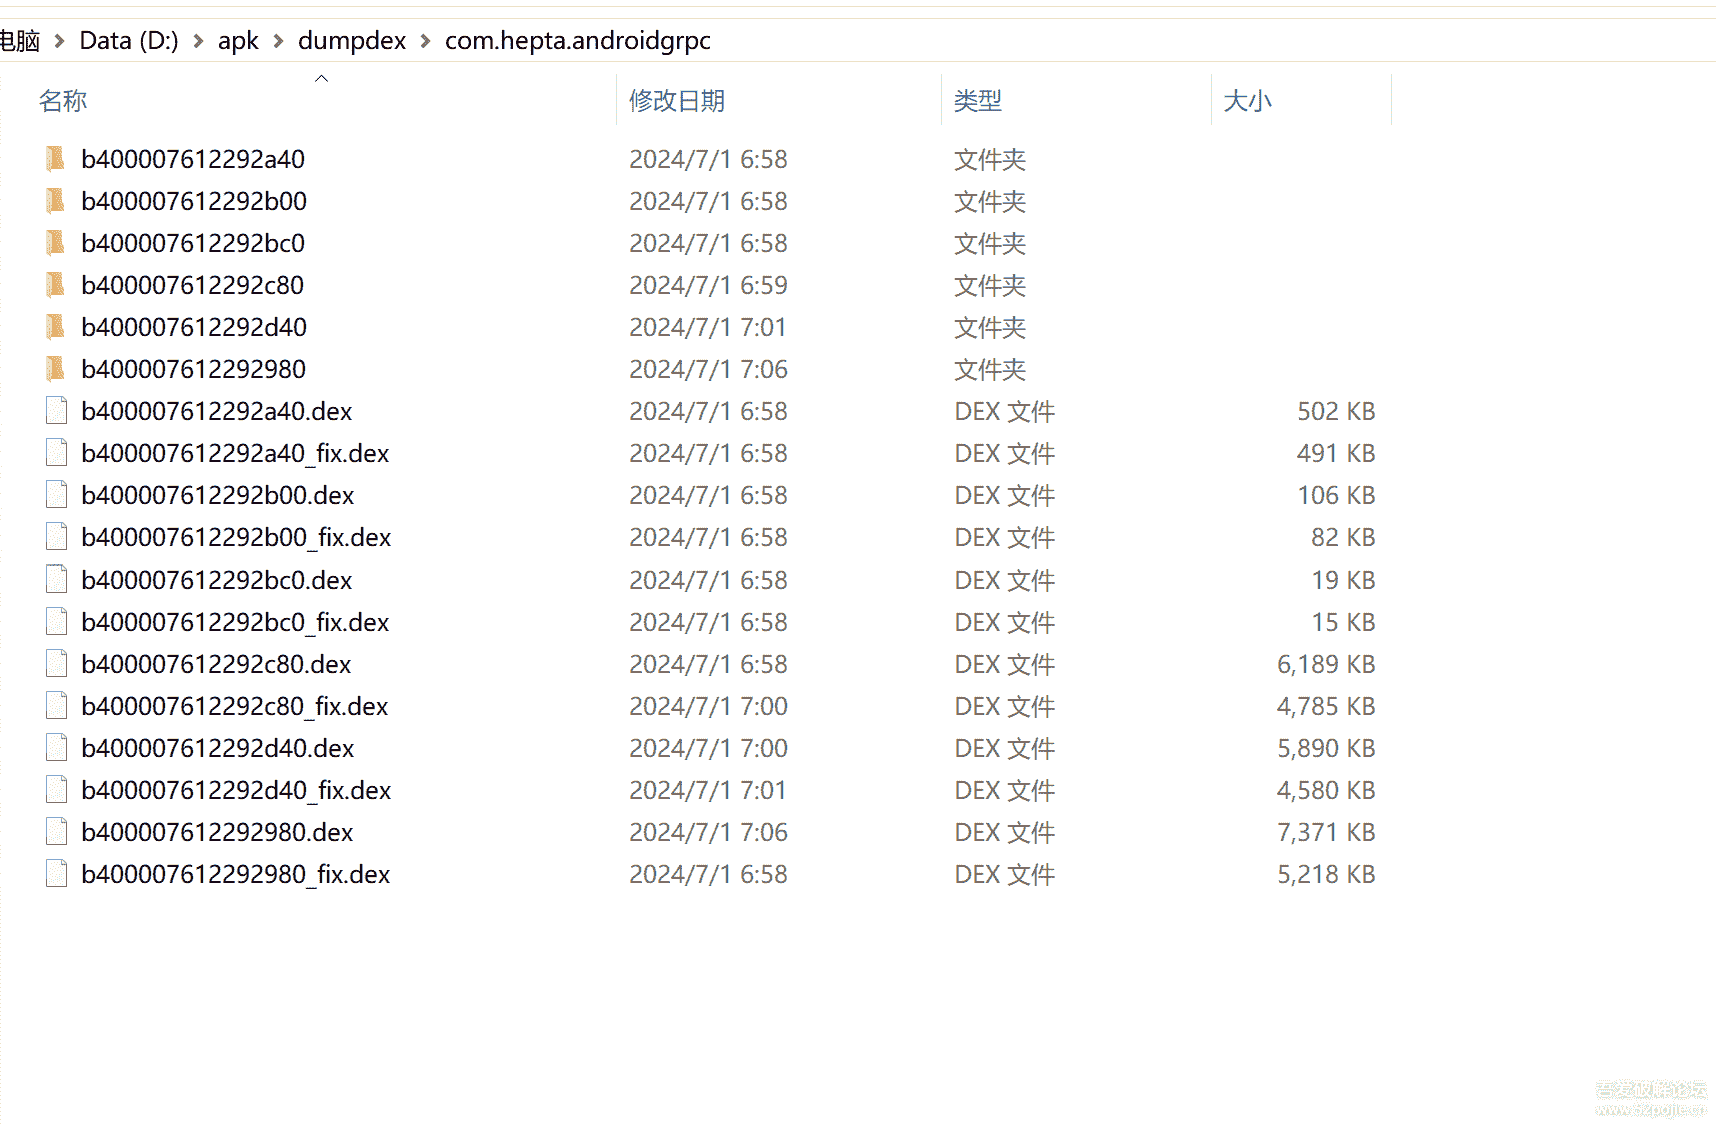 电脑 > Data (D:) > apk > dumpdex > com.hepta.androidgrpc
名称 修改日期 类型 大小
b400007612292a40 2024/7/1 6:58 文件夹
b400007612292b00 2024/7/1 6:58 文件夹
b400007612292bc0 2024/7/1 6:58 文件夹
b400007612292c80 2024/7/1 6:59 文件夹
b400007612292d40 2024/7/1 7:01 文件夹
b400007612292980 2024/7/1 7:06 文件夹
b400007612292a40.dex 2024/7/1 6:58 DEX 文件 502 KB
b400007612292a40_fix.dex 2024/7/1 6:58 DEX 文件 491 KB
b400007612292b00.dex 2024/7/1 6:58 DEX 文件 106 KB
b400007612292b00_fix.dex 2024/7/1 6:58 DEX 文件 82 KB
b400007612292bc0.dex 2024/7/1 6:58 DEX 文件 19 KB
b400007612292bc0_fix.dex 2024/7/1 6:58 DEX 文件 15 KB
b400007612292c80.dex 2024/7/1 6:58 DEX 文件 6,189 KB
b400007612292c80_fix.dex 2024/7/1 7:00 DEX 文件 4,785 KB
b400007612292d40.dex 2024/7/1 7:00 DEX 文件 5,890 KB
b400007612292d40_fix.dex 2024/7/1 7:01 DEX 文件 4,580 KB
b400007612292980.dex 2024/7/1 7:06 DEX 文件 7,371 KB
b400007612292980_fix.dex 2024/7/1 6:58 DEX 文件 5,218 KB
吾爱破解论坛
www.52pojie.cn